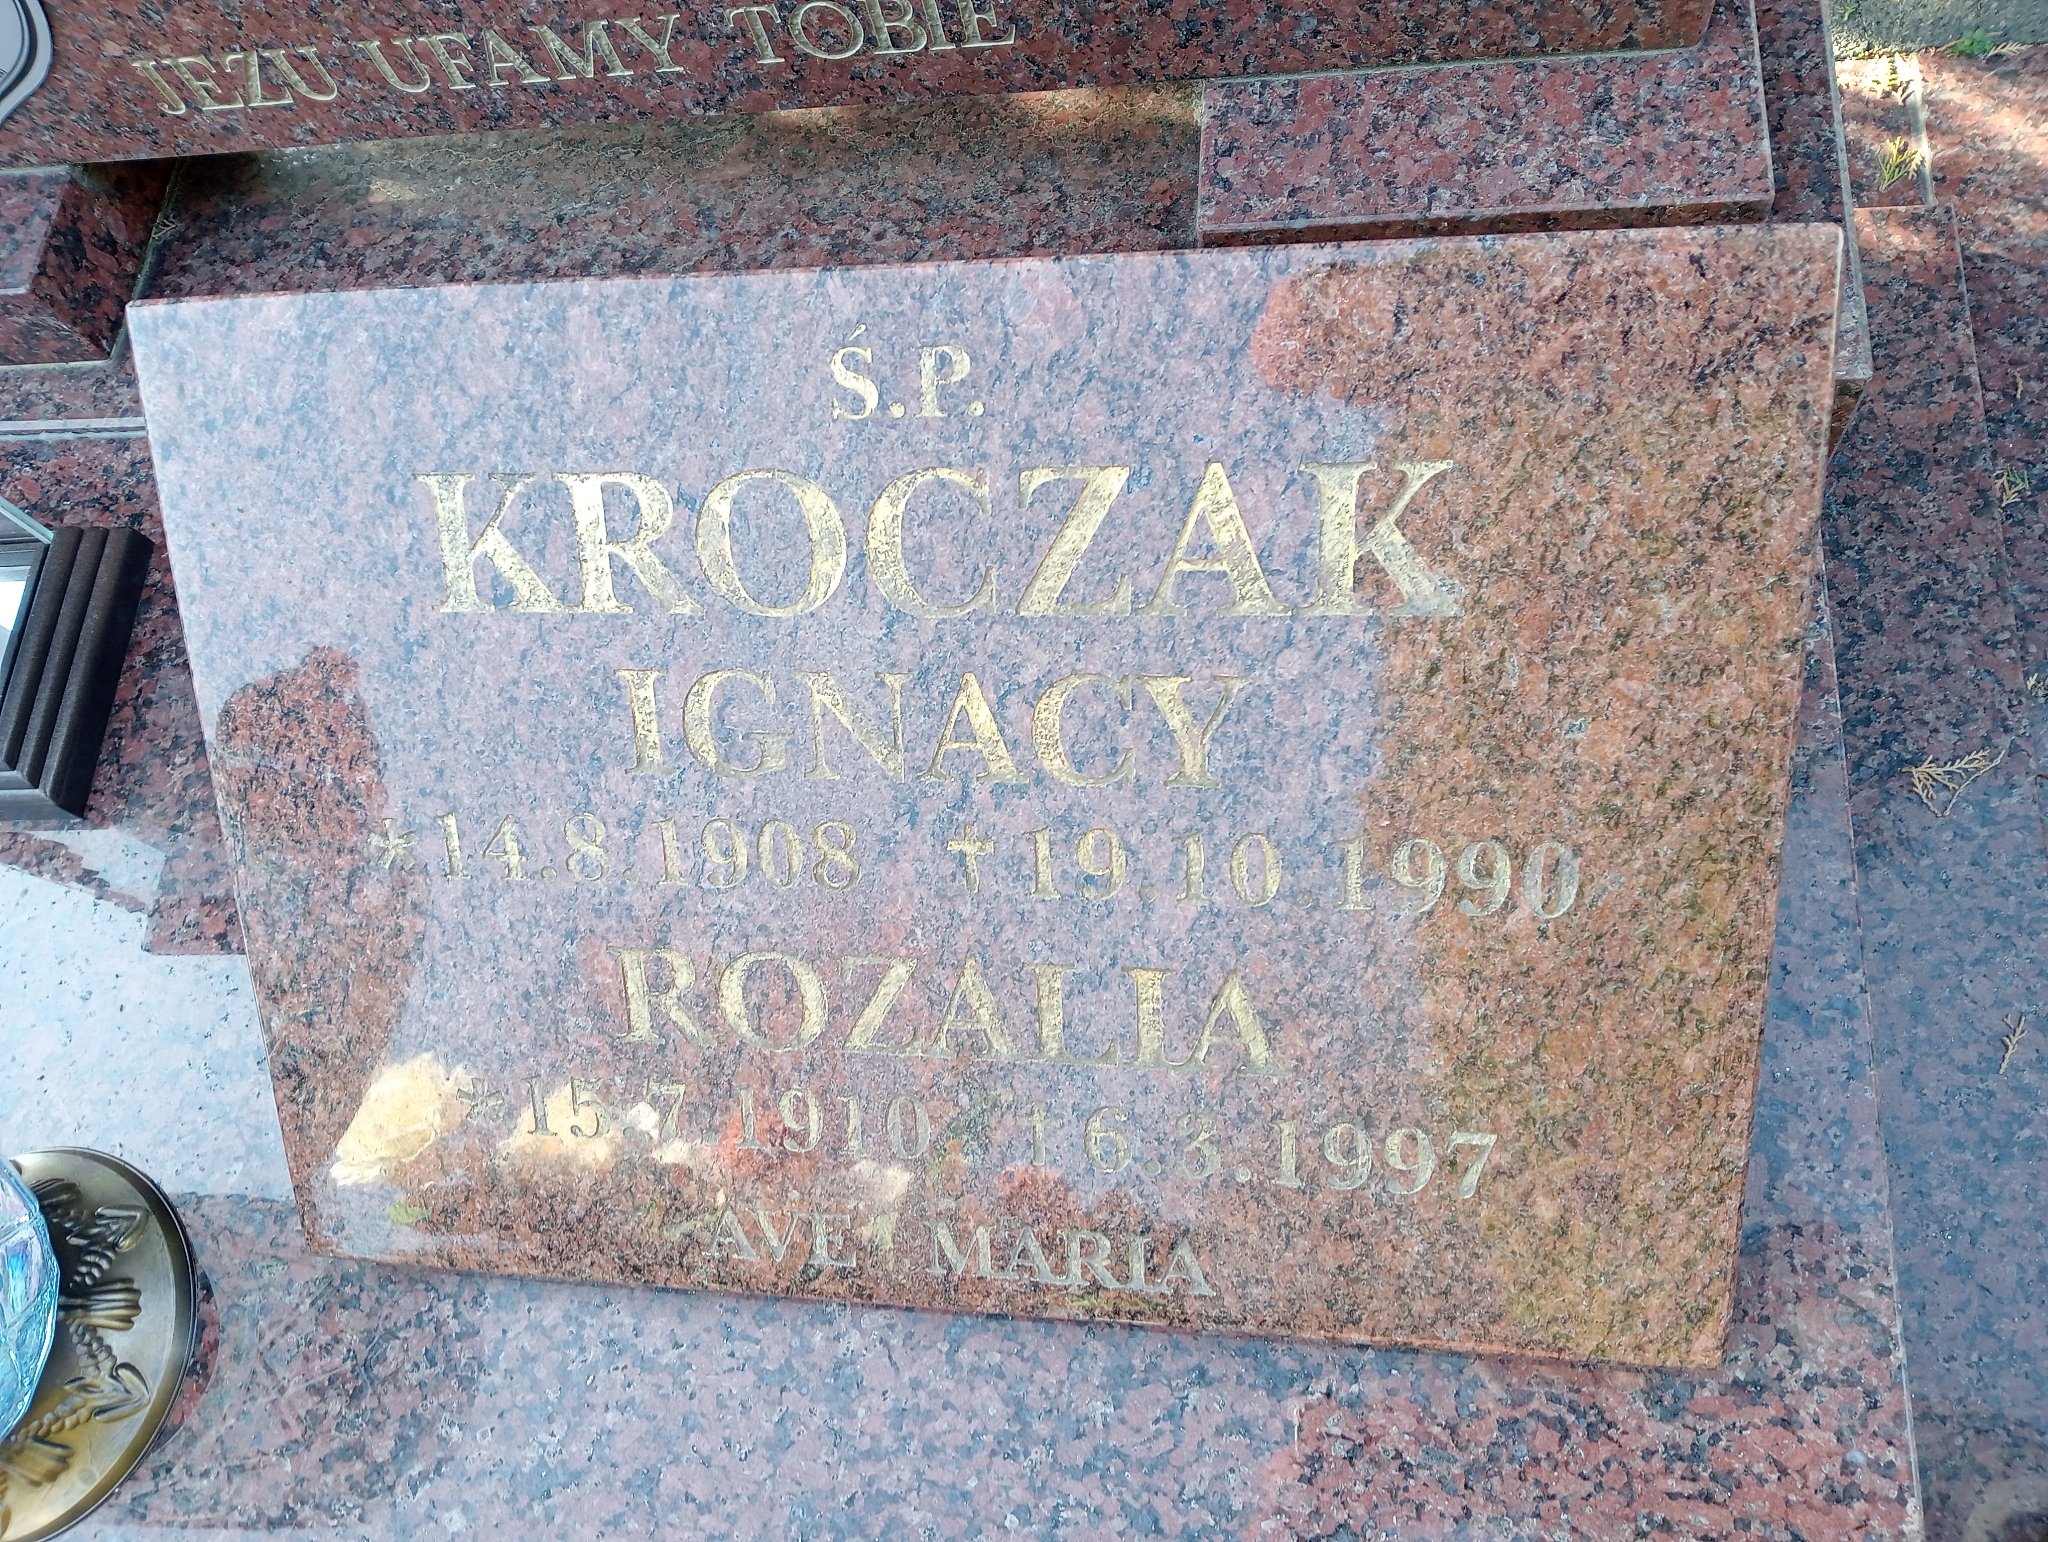 JEZU UFAMY TOBIE
Ś.P.
KROCZAK
IGNACY
* 14.8.1908 † 19.10.1990
ROZALIA
* 15.7.1910 † 6.3.1997
AVE MARIA